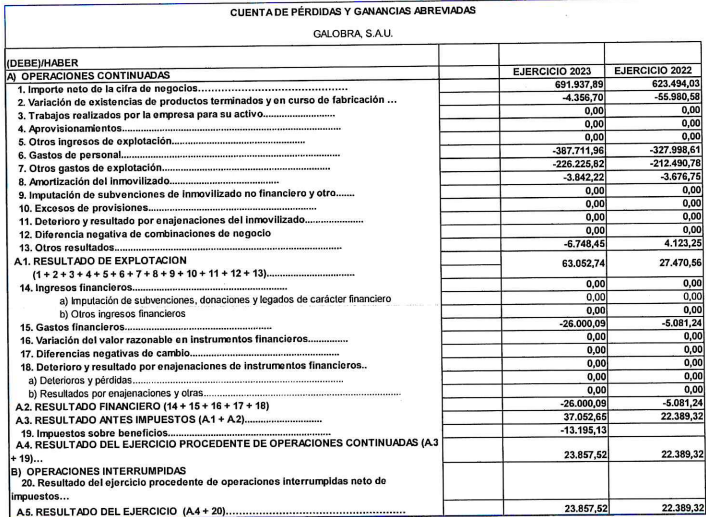 CUENTA DE PÉRDIDAS Y GANANCIAS ABREVIADAS
GALOBRA, S.A.U.
(DEBE)/HABER
EJERCICIO 2023 EJERCICIO 2022
A) OPERACIONES CONTINUADAS
1. Importe neto de la cifra de negocios………………………………………… 691.937,89 623.494,03
2. Variación de existencias de productos terminados y en curso de fabricación … -4.356,70 -55.980,58
3. Trabajos realizados por la empresa para su activo........................... 0,00 0,00
4. Aprovisionamientos.......................................................................... 0,00 0,00
5. Otros ingresos de explotación............................................. 0,00 0,00
6. Gastos de personal........................................................................ -387.711,96 -327.998,61
7. Otros gastos de explotación.......................................................... -226.225,82 -212.490,78
8. Amortización del inmovilizado..................................... -3.842,22 -3.676,75
9. Imputación de subvenciones de inmovilizado no financiero y otro....... 0,00 0,00
10. Excesos de provisiones............................................................ 0,00 0,00
11. Deterioro y resultado por enajenaciones del inmovilizado...................... 0,00 0,00
12. Diferencia negativa de combinaciones de negocio 0,00 0,00
13. Otros resultados........................................................................ -6.748,45 4.123,25
A.1. RESULTADO DE EXPLOTACION
(1 + 2 + 3 + 4 + 5 + 6 + 7 + 8 + 9 + 10 + 11 + 12 + 13)............................... 63.052,74 27.470,56
14. Ingresos financieros..................................................... 0,00 0,00
a) Imputación de subvenciones, donaciones y legados de carácter financiero 0,00 0,00
b) Otros ingresos financieros 0,00 0,00
15. Gastos financieros.................................................. -26.000,09 -5.081,24
16. Variación del valor razonable en instrumentos financieros.............. 0,00 0,00
17. Diferencias negativas de cambio................................................... 0,00 0,00
18. Deterioro y resultado por enajenaciones de instrumentos financieros.. 0,00 0,00
a) Deterioros y pérdidas....................................................................... 0,00 0,00
b) Resultados por enajenaciones y otras................................................................ 0,00 0,00
A.2. RESULTADO FINANCIERO (14 + 15 + 16 + 17 + 18) -26.000,09 -5.081,24
A.3. RESULTADO ANTES IMPUESTOS (A.1 + A.2).......................... 37.052,65 22.389,32
19. Impuestos sobre beneficios....................................................... -13.195,13
A.4. RESULTADO DEL EJERCICIO PROCEDENTE DE OPERACIONES CONTINUADAS (A.3
+ 19)... 23.857,52 22.389,32
B) OPERACIONES INTERRUMPIDAS
20. Resultado del ejercicio procedente de operaciones interrumpidas neto de
impuestos…
A.5. RESULTADO DEL EJERCICIO (A.4 + 20)………………………………………………… 23.857,52 22.389,32